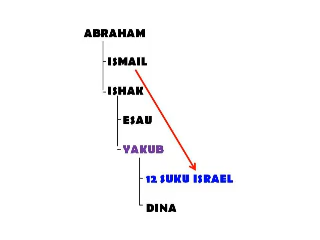 ABRAHAM
ISMAIL
ISHAK
ESAU
YAKUB
12 SUKU ISRAEL
DINA